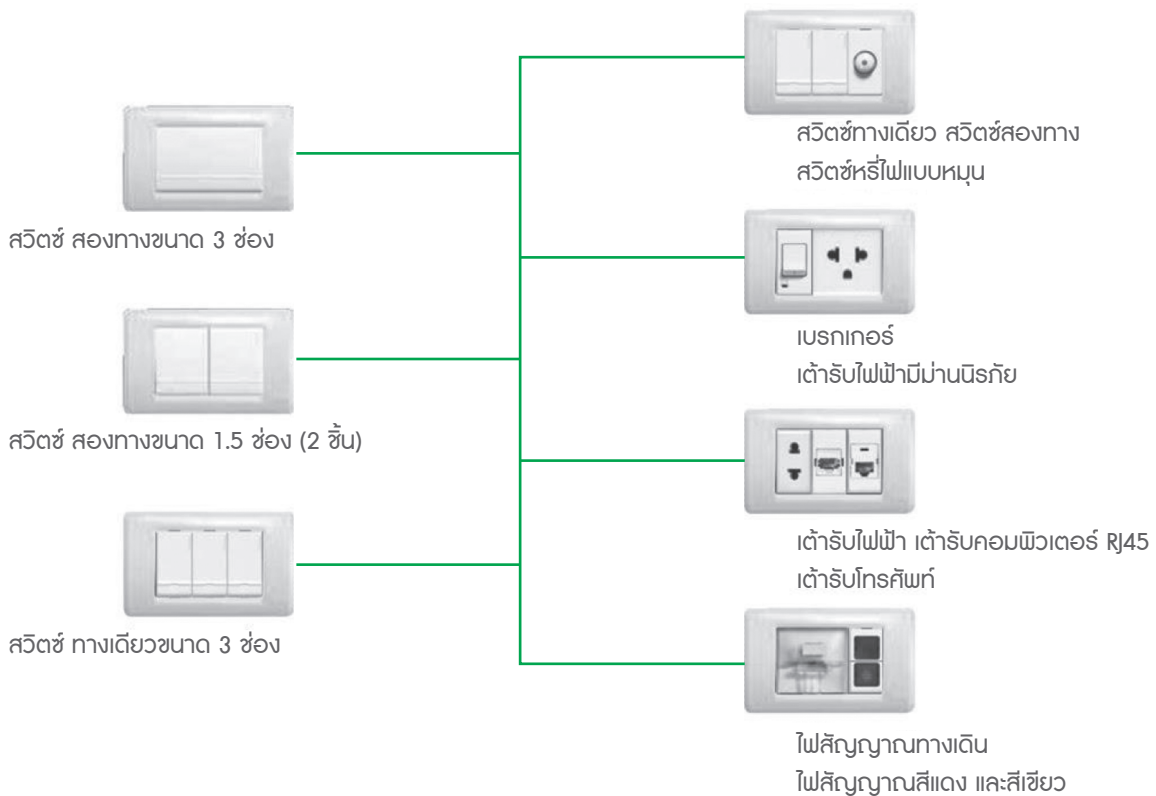 สวิตซ์ สองทางขนาด 3 ช่อง
สวิตซ์ สองทางขนาด 1.5 ช่อง (2 ชิ้น)
สวิตซ์ ทางเดียวขนาด 3 ช่อง
สวิตซ์ทางเดียว สวิตซ์สองทาง
สวิตซ์หรี่ไฟแบบหมุน
เบรกเกอร์
เต้ารับไฟฟ้ามีม่านนิรภัย
เต้ารับไฟฟ้า เต้ารับคอมพิวเตอร์ RJ45
เต้ารับโทรศัพท์
ไฟสัญญาณทางเดิน
ไฟสัญญาณสีแดง และสีเขียว